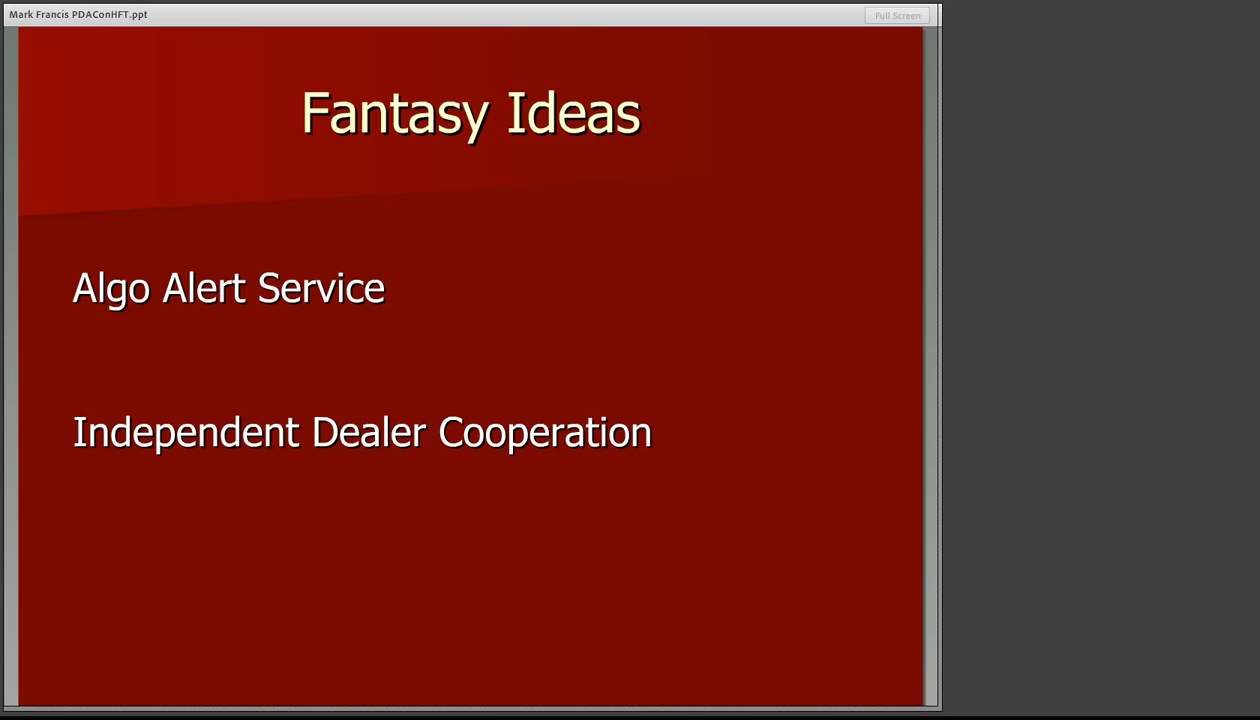 Mark Francis PDAConHFT.ppt
Full Screen
Fantasy Ideas
Algo Alert Service
Independent Dealer Cooperation